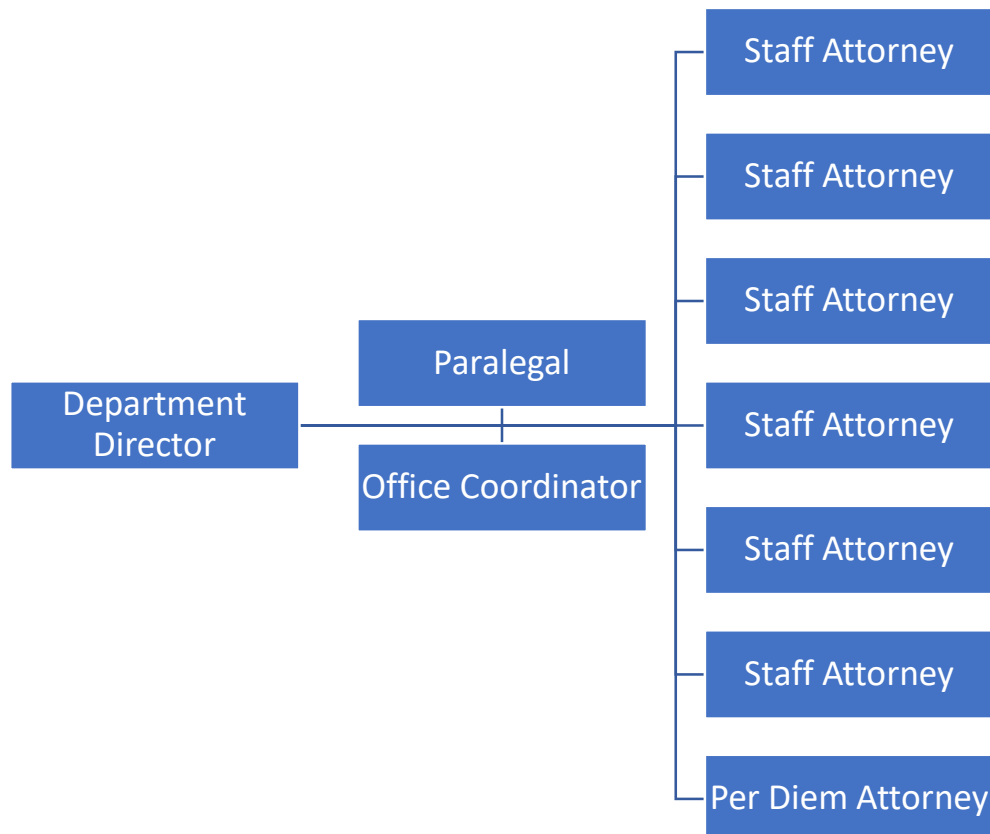 Department
Director
Paralegal
Office Coordinator
Staff Attorney
Staff Attorney
Staff Attorney
Staff Attorney
Staff Attorney
Staff Attorney
Per Diem Attorney